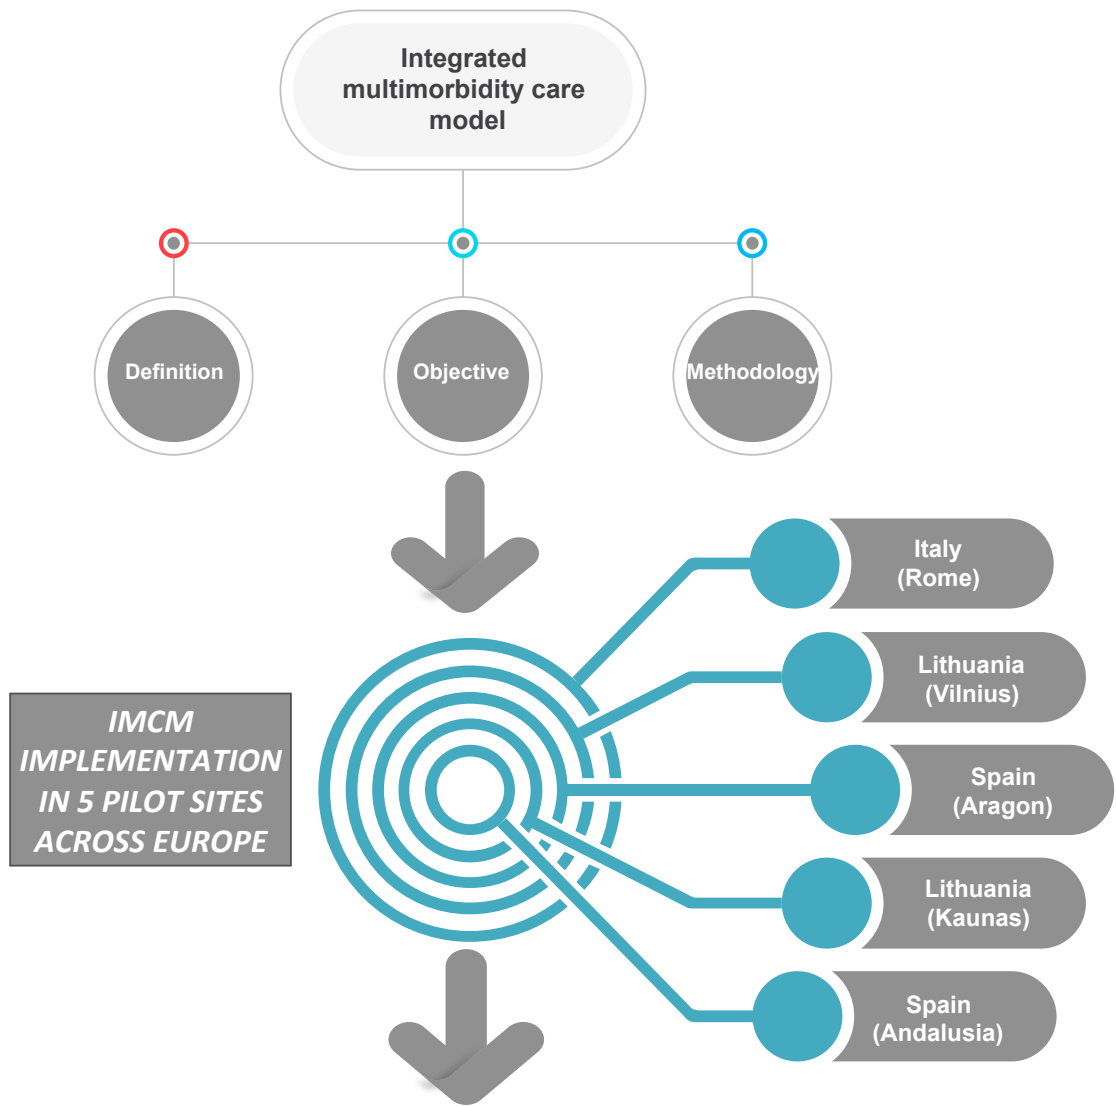 Integrated
multimorbidity care
model
Definition
Objective
Methodology
Italy
(Rome)
Lithuania
(Vilnius)
IMCM
IMPLEMENTATION
IN 5 PILOT SITES
ACROSS EUROPE
Spain
(Aragon)
Lithuania
(Kaunas)
Spain
(Andalusia)